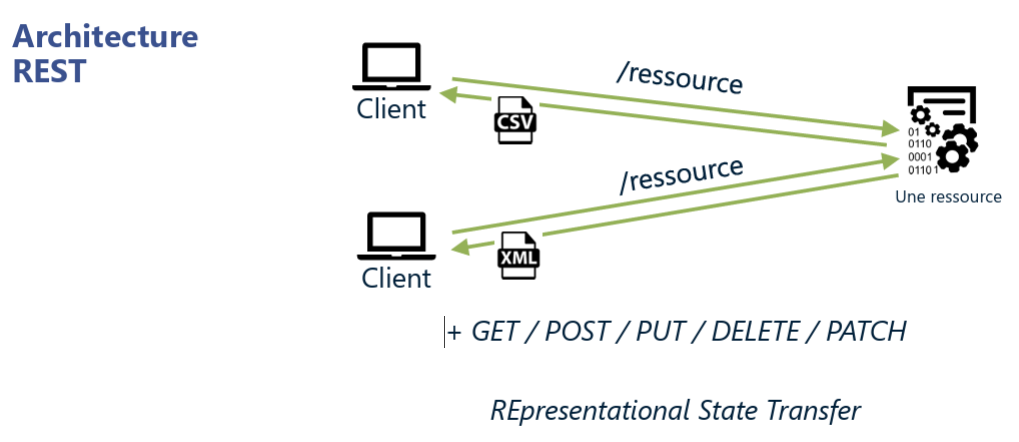 Architecture
REST
/ressource
Client
CSV
01
0110
0001
01101
Une ressource
/ressource
Client
XML
+ GET / POST / PUT / DELETE / PATCH
REpresentational State Transfer